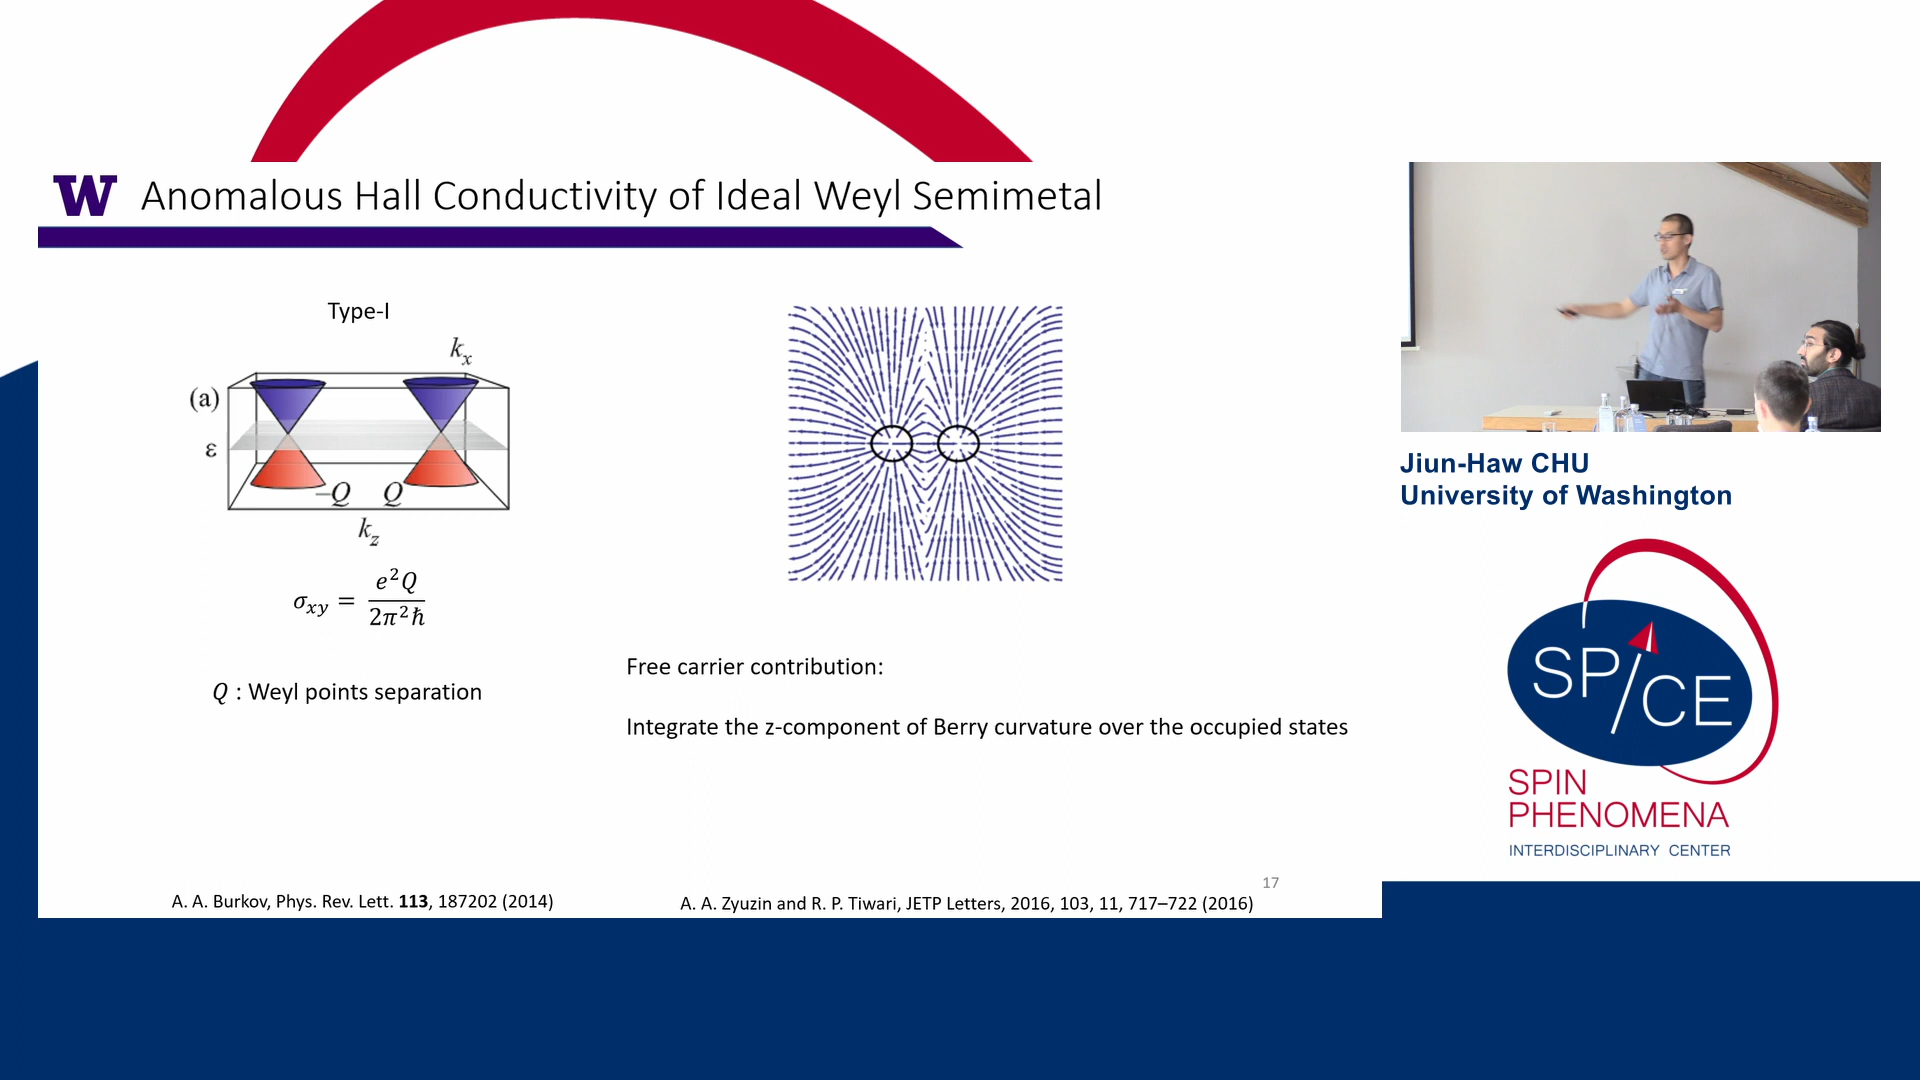 W Anomalous Hall Conductivity of Ideal Weyl Semimetal
Type-I
k_x
(a)
ε
–Q Q
k_z
σ_xy = e²Q / 2π²ℏ
Q : Weyl points separation
Free carrier contribution:
Integrate the z-component of Berry curvature over the occupied states
17
A. A. Burkov, Phys. Rev. Lett. 113, 187202 (2014)
A. A. Zyuzin and R. P. Tiwari, JETP Letters, 2016, 103, 11, 717–722 (2016)
Jiun-Haw CHU
University of Washington
SP/CE
SPIN
PHENOMENA
INTERDISCIPLINARY CENTER